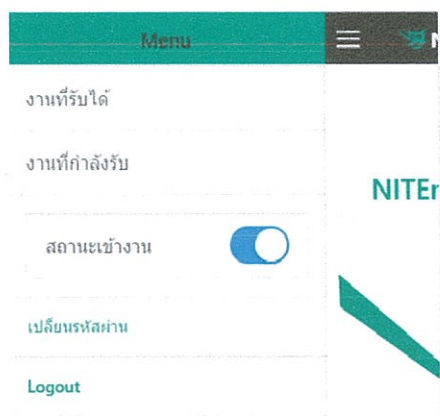 Menu
งานที่รับได้
งานที่กำลังรับ
NITEr
สถานะเข้างาน
เปลี่ยนรหัสผ่าน
Logout